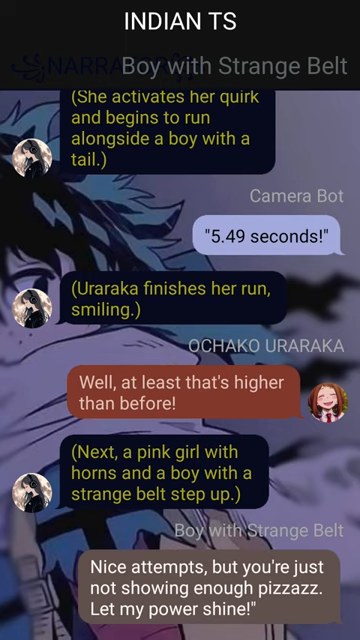 INDIAN TS
NARRA
Boy with Strange Belt
(She activates her quirk
and begins to run
alongside a boy with a
tail.)
Camera Bot
"5.49 seconds!"
(Uraraka finishes her run,
smiling.)
OCHAKO URARAKA
Well, at least that's higher
than before!
(Next, a pink girl with
horns and a boy with a
strange belt step up.)
Boy with Strange Belt
Nice attempts, but you're just
not showing enough pizzazz.
Let my power shine!"